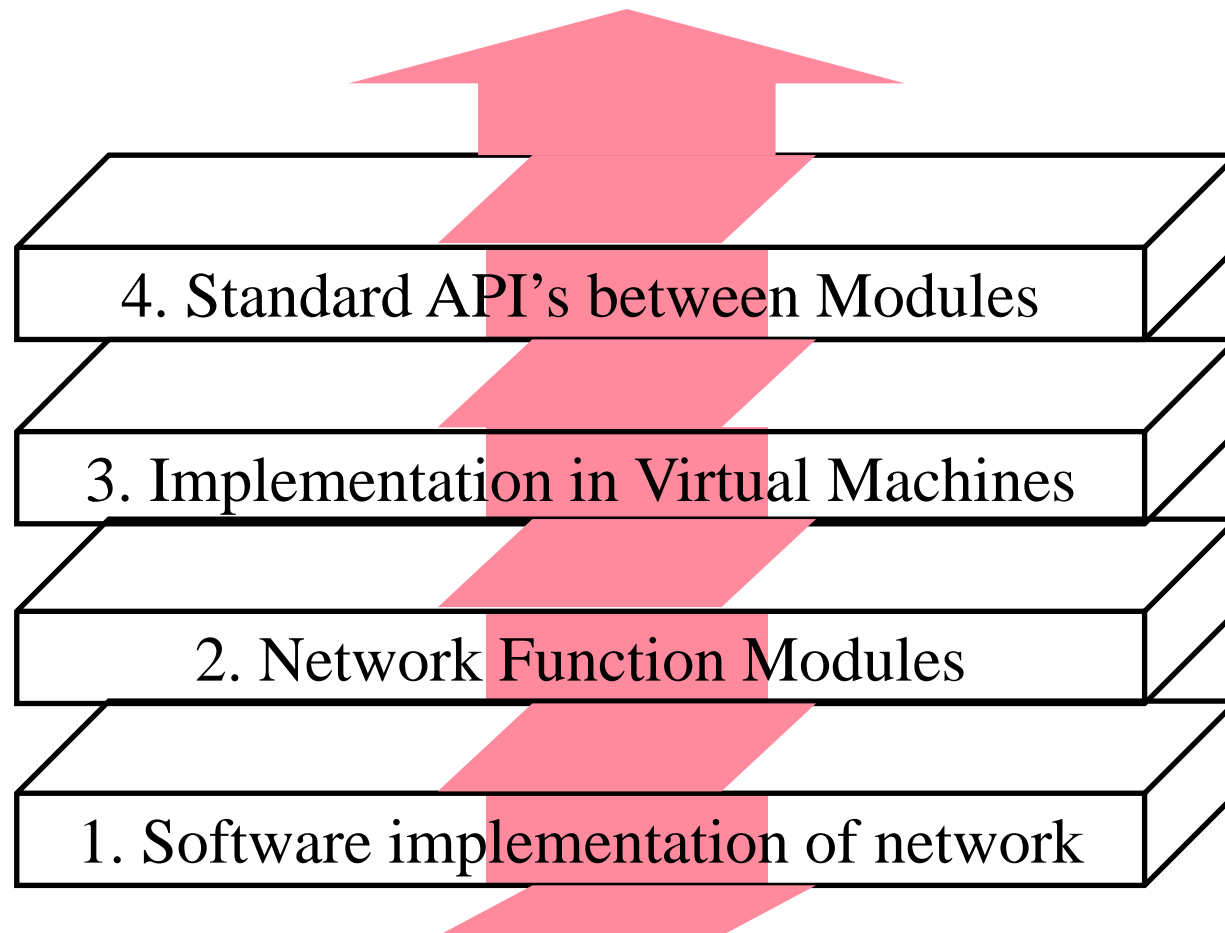 4. Standard API’s between Modules
3. Implementation in Virtual Machines
2. Network Function Modules
1. Software implementation of network